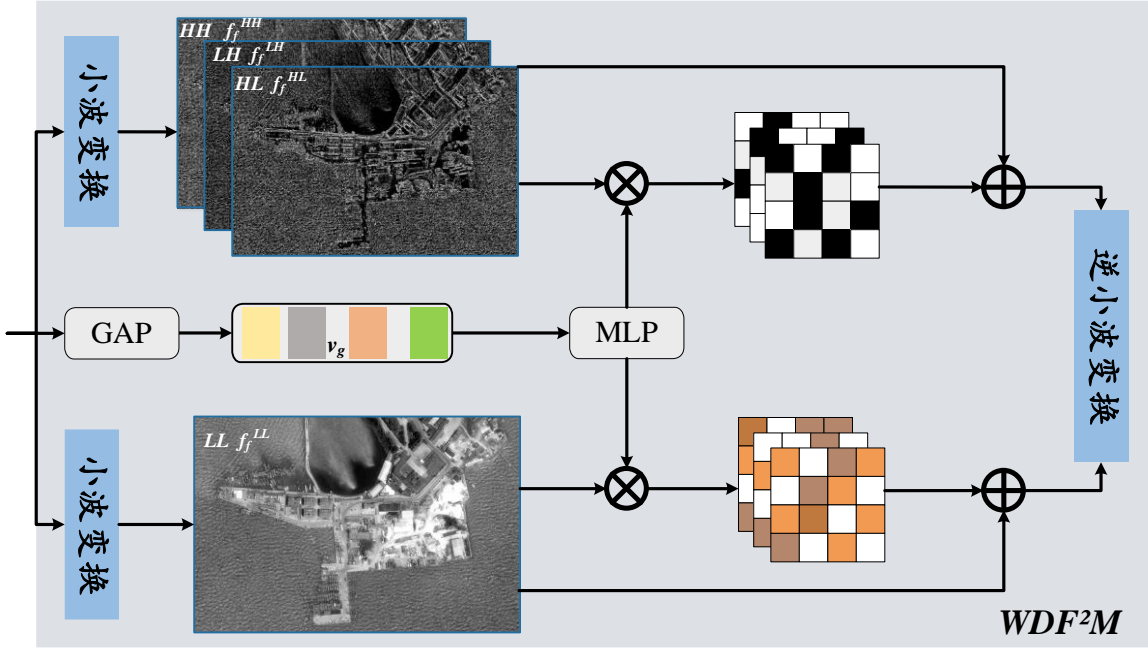 小波变换
HH f_f^{HH}
LH f_f^{LH}
HL f_f^{HL}
GAP
v_g
MLP
逆小波变换
小波变换
LL f_f^{LL}
WDF²M